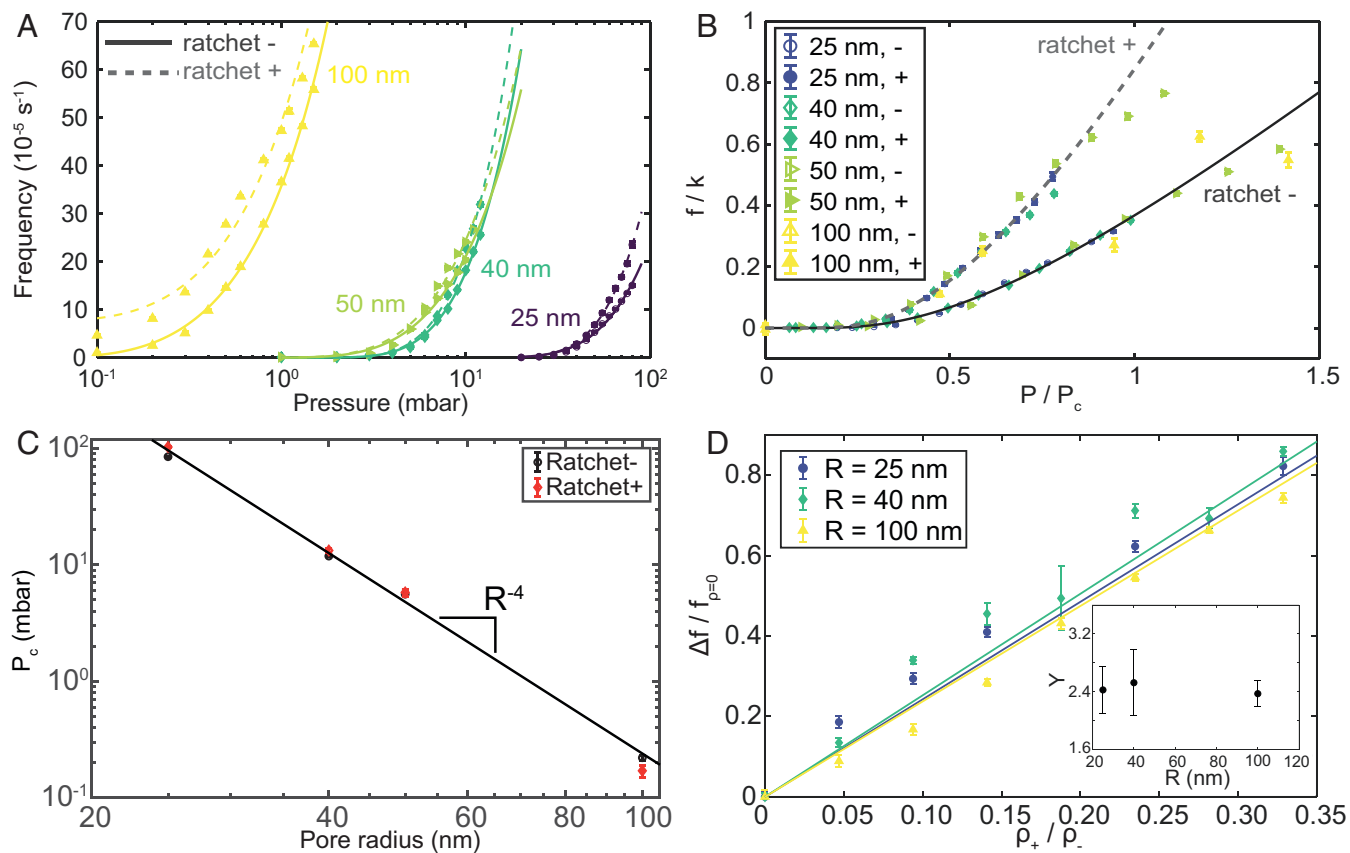 A
ratchet -
ratchet +
100 nm
50 nm
40 nm
25 nm
Frequency (10⁻⁵ s⁻¹)
70
60
50
40
30
20
10
0
10⁻¹
10⁰
10¹
10²
Pressure (mbar)
B
25 nm, -
25 nm, +
40 nm, -
40 nm, +
50 nm, -
50 nm, +
100 nm, -
100 nm, +
ratchet +
ratchet -
f / k
1
0.8
0.6
0.4
0.2
0
0
0.5
1
1.5
P / P_c
C
Ratchet-
Ratchet+
R⁻⁴
P_c (mbar)
10²
10¹
10⁰
10⁻¹
20
40
60
80
100
Pore radius (nm)
D
R = 25 nm
R = 40 nm
R = 100 nm
Δf / f_ρ=0
0.8
0.6
0.4
0.2
0
0
0.05
0.10
0.15
0.20
0.25
0.30
0.35
ρ₊ / ρ₋
Y
3.2
2.4
1.6
20
40
60
80
100
120
R (nm)